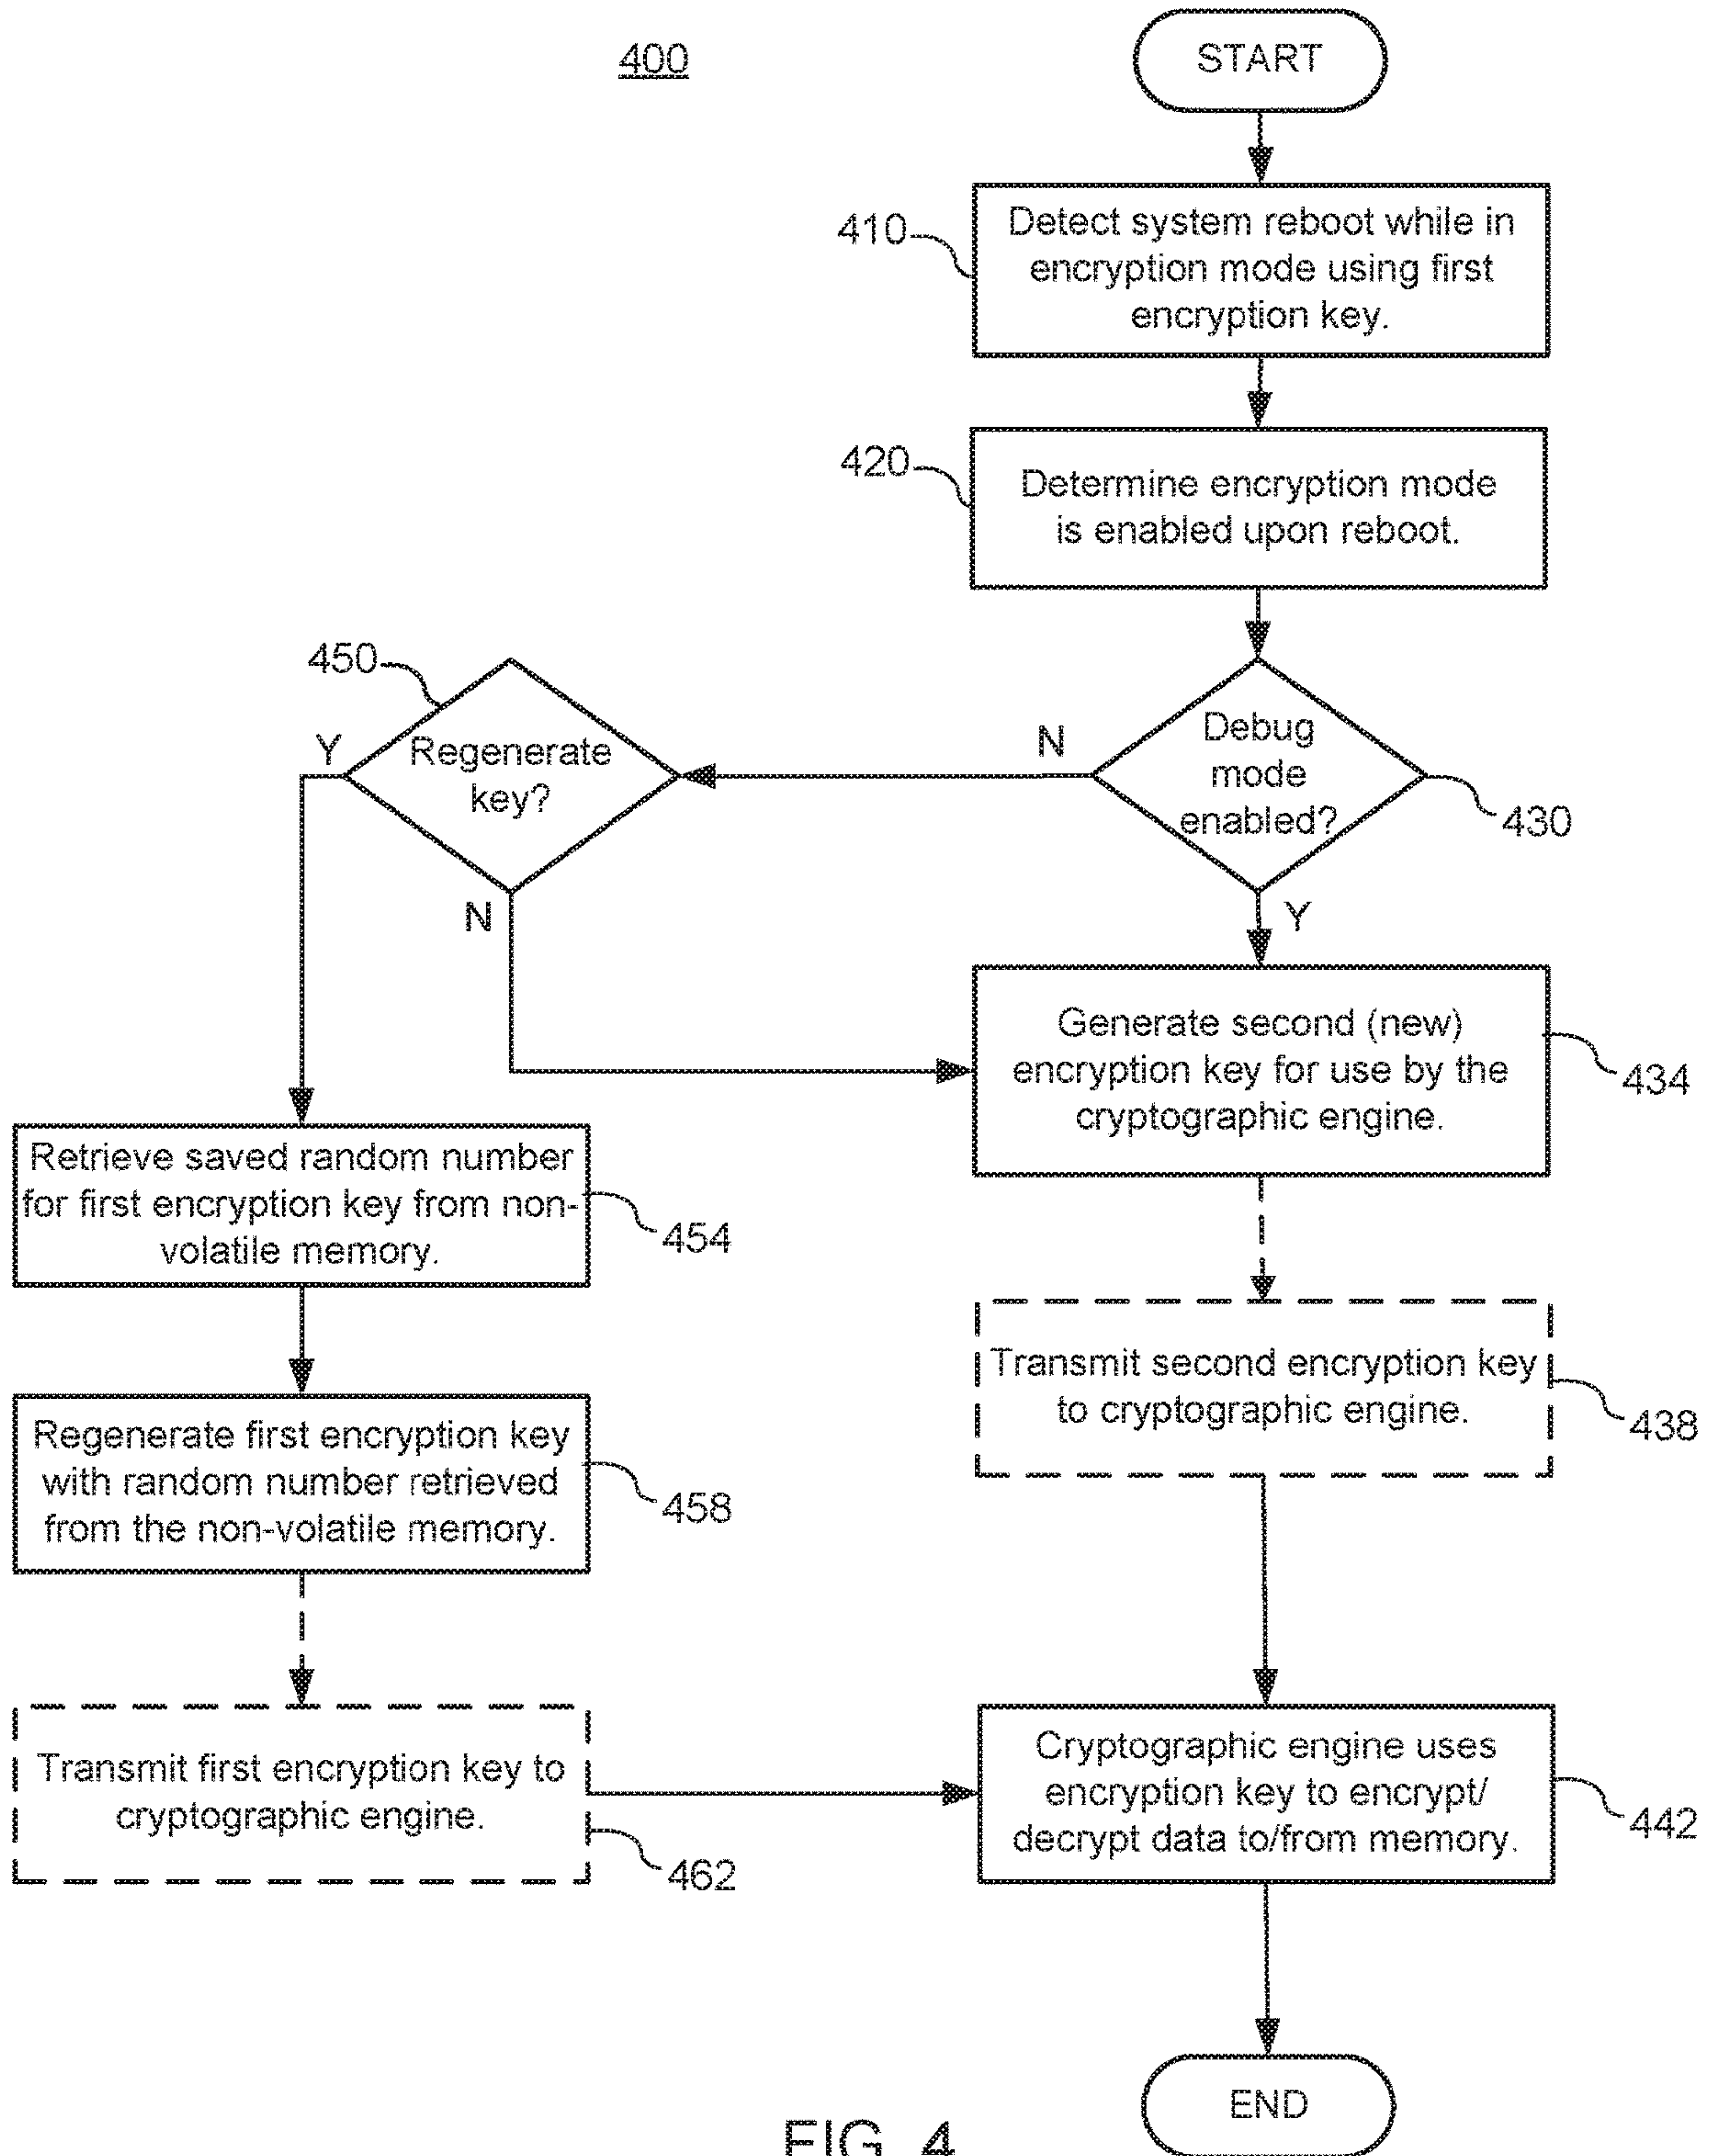 400
START
410
Detect system reboot while in
encryption mode using first
encryption key.
420
Determine encryption mode
is enabled upon reboot.
450
Y
Regenerate
key?
N
N
Debug
mode
enabled?
430
Y
Generate second (new)
encryption key for use by the
cryptographic engine.
434
Retrieve saved random number
for first encryption key from non-
volatile memory.
454
Transmit second encryption key
to cryptographic engine.
438
Regenerate first encryption key
with random number retrieved
from the non-volatile memory.
458
Transmit first encryption key to
cryptographic engine.
462
Cryptographic engine uses
encryption key to encrypt/
decrypt data to/from memory.
442
END
FIG. 4